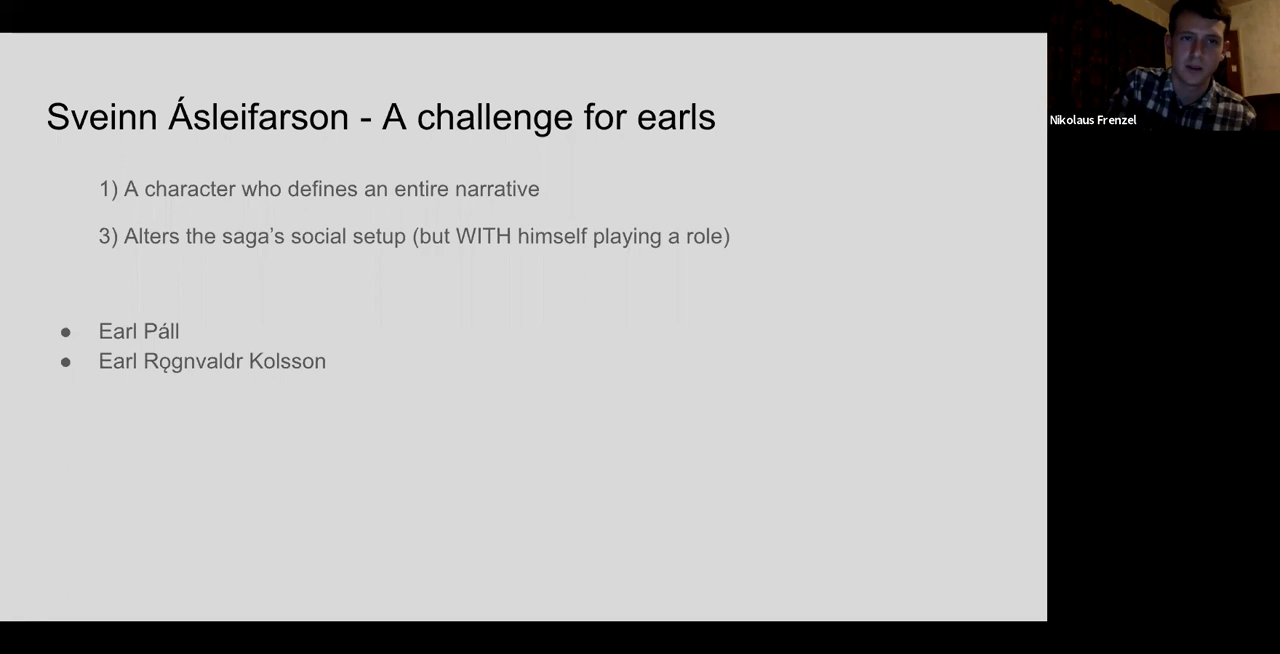 Sveinn Ásleifarson - A challenge for earls
1) A character who defines an entire narrative
3) Alters the saga’s social setup (but WITH himself playing a role)
● Earl Páll
● Earl Rǫgnvaldr Kolsson
Nikolaus Frenzel